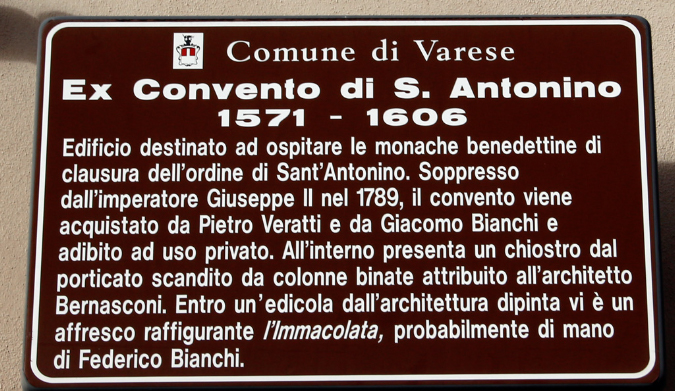 Comune di Varese
Ex Convento di S. Antonino
1571 - 1606
Edificio destinato ad ospitare le monache benedettine di
clausura dell'ordine di Sant'Antonino. Soppresso
dall'imperatore Giuseppe II nel 1789, il convento viene
acquistato da Pietro Veratti e da Giacomo Bianchi e
adibito ad uso privato. All'interno presenta un chiostro dal
porticato scandito da colonne binate attribuito all'architetto
Bernasconi. Entro un'edicola dall'architettura dipinta vi è un
affresco raffigurante l'Immacolata, probabilmente di mano
di Federico Bianchi.